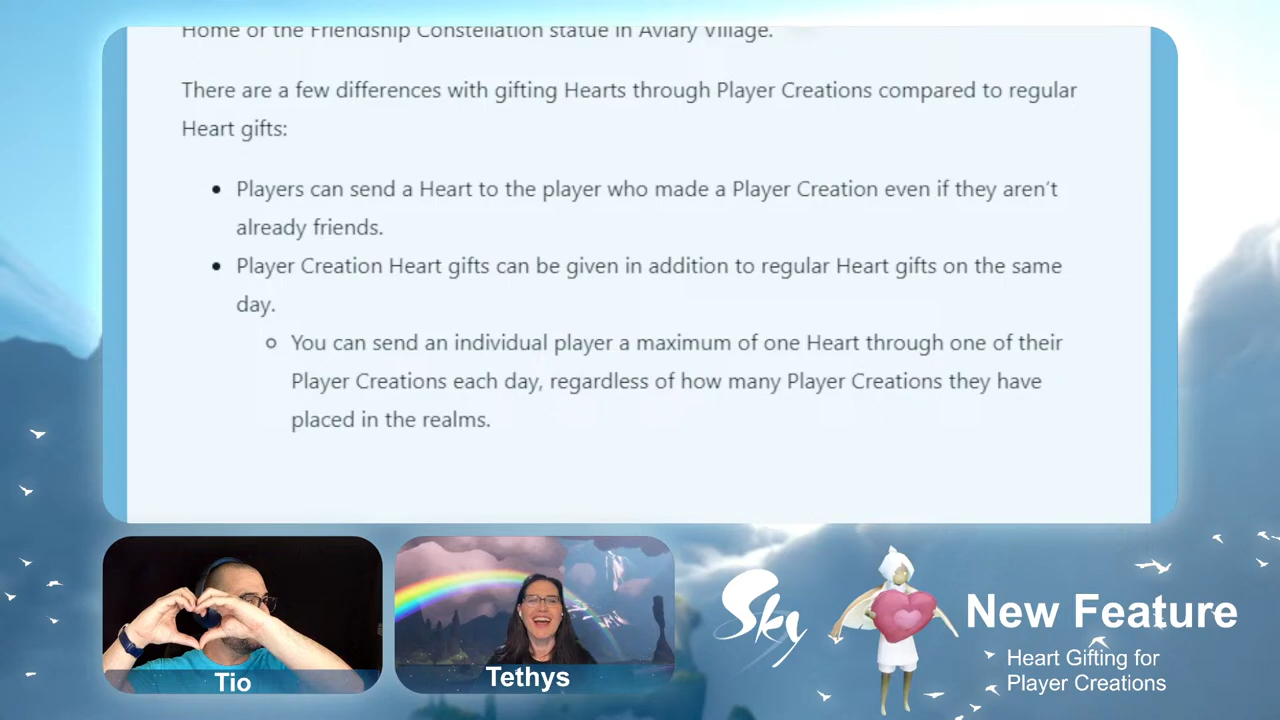 Home or the Friendship Constellation statue in Aviary Village.
There are a few differences with gifting Hearts through Player Creations compared to regular
Heart gifts:
Players can send a Heart to the player who made a Player Creation even if they aren't
already friends.
Player Creation Heart gifts can be given in addition to regular Heart gifts on the same
day.
You can send an individual player a maximum of one Heart through one of their
Player Creations each day, regardless of how many Player Creations they have
placed in the realms.
Tio
Tethys
Sky
New Feature
Heart Gifting for
Player Creations